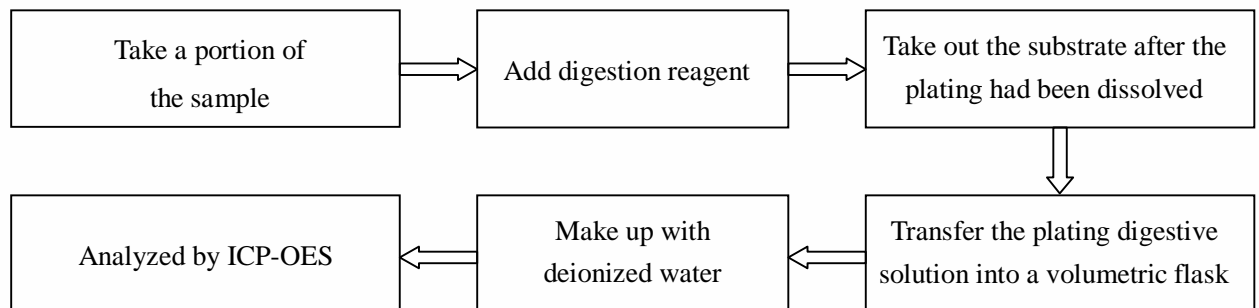 Take a portion of
the sample
Add digestion reagent
Take out the substrate after the
plating had been dissolved
Transfer the plating digestive
solution into a volumetric flask
Make up with
deionized water
Analyzed by ICP-OES